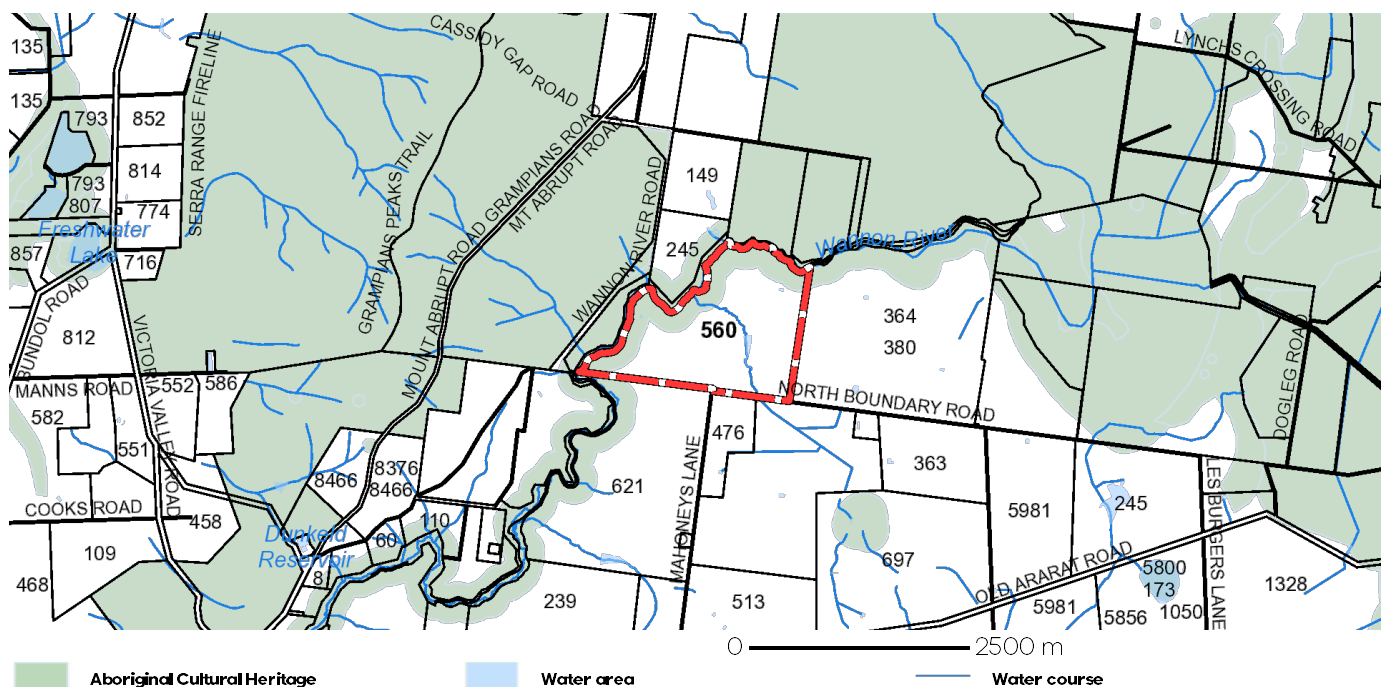 CASSIDY GAP ROAD
LYNCHS CROSSING ROAD
135
135
793
852
SERRA RANGE FIRELINE
GRAMPIANS PEAKS TRAIL
MOUNT ABRUPT ROAD GRAMPIANS ROAD
MT ABRUPT ROAD
WANNON RIVER ROAD
814
149
793
807
774
Freshwater
Lake
857
716
245
Wannon River
BUNDOL ROAD
812
VICTORIA VALLEY ROAD
560
364
380
DOGLEG ROAD
MANNS ROAD
552
586
NORTH BOUNDARY ROAD
582
551
476
MAHONEYS LANE
363
8376
8466
8466
621
LESBURGERS LANE
COOKS ROAD
458
110
5981
245
Dunkeld
Reservoir
60
109
697
OLD ARARAT ROAD
5800
173
468
81
239
513
5981
5856
1050
1328
0
2500 m
Aboriginal Cultural Heritage
Water area
Water course